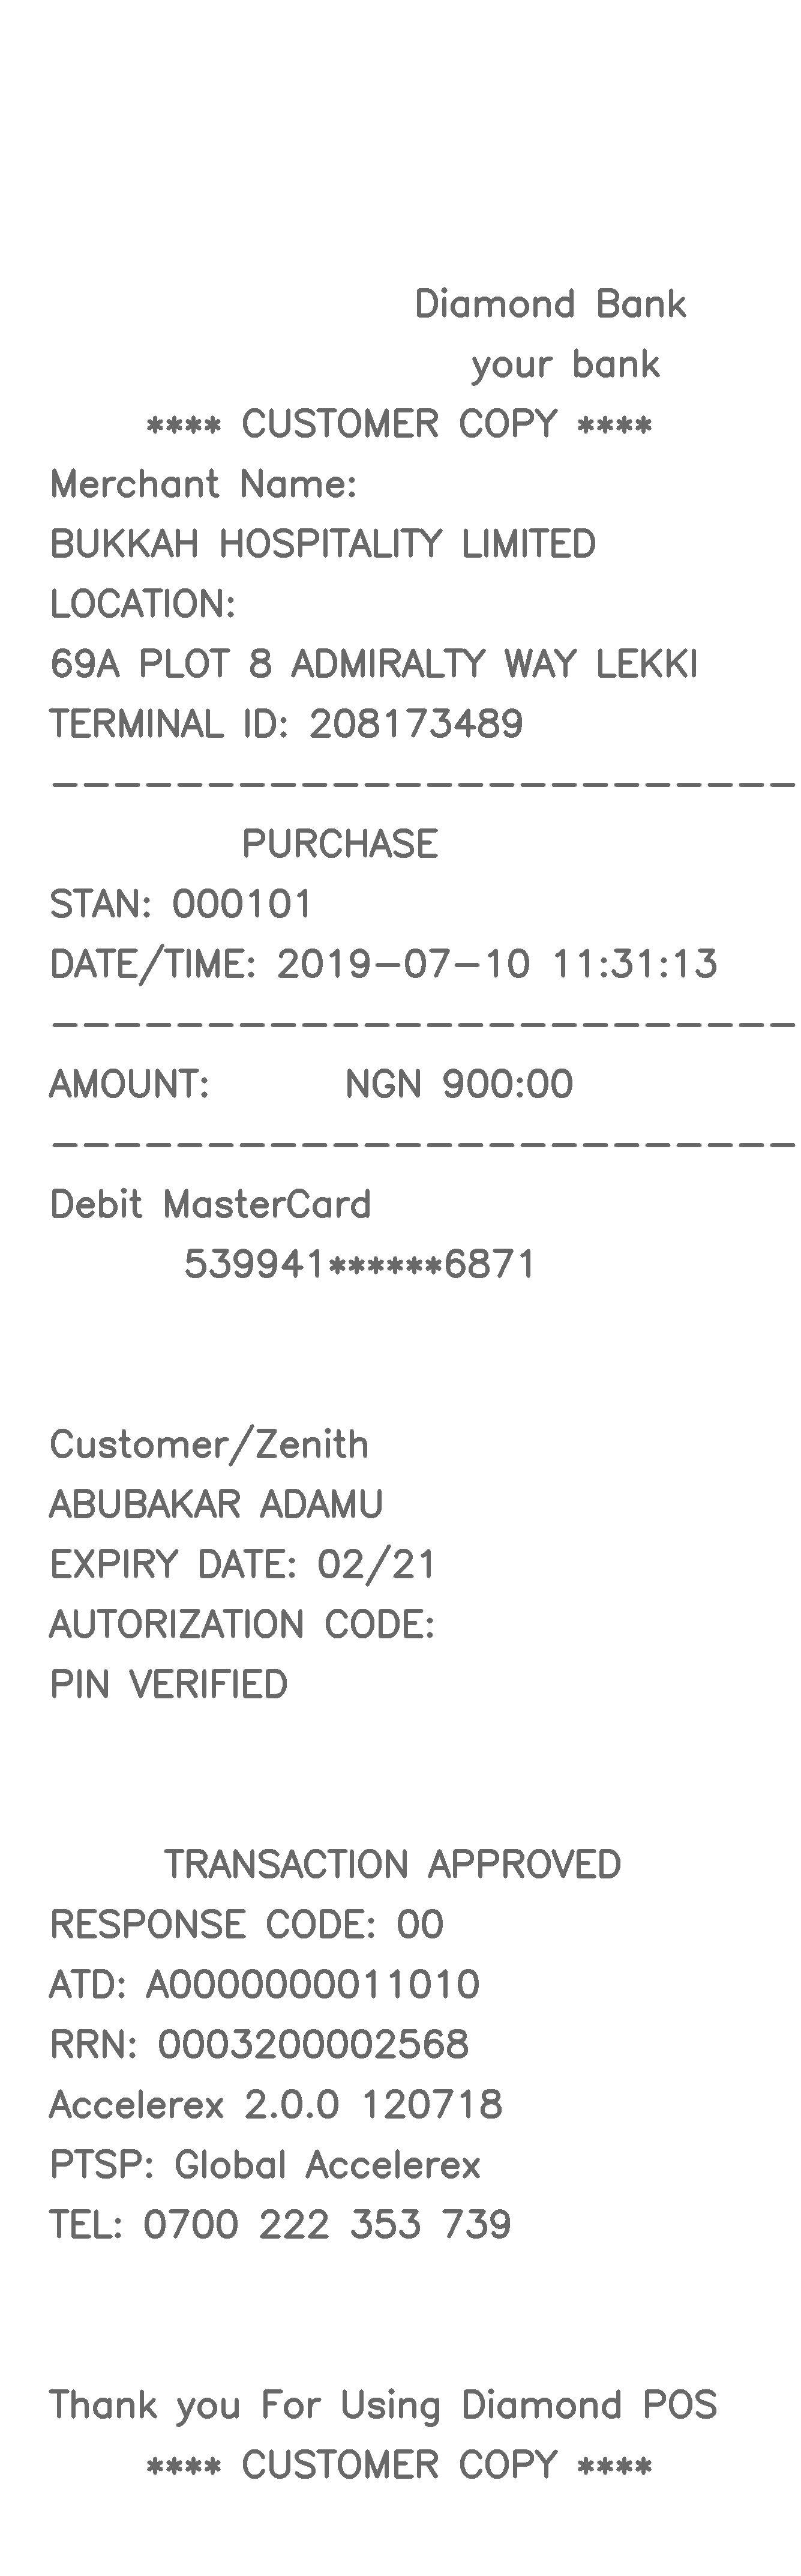 Diamond Bank
your bank
**** CUSTOMER COPY ****
Merchant Name:
BUKKAH HOSPITALITY LIMITED
LOCATION:
69A PLOT 8 ADMIRALTY WAY LEKKI
TERMINAL ID: 208173489
------------------------
PURCHASE
STAN: 000101
DATE/TIME: 2019-07-10 11:31:13
------------------------
AMOUNT: NGN 900:00
------------------------
Debit MasterCard
539941******6871
Customer/Zenith
ABUBAKAR ADAMU
EXPIRY DATE: 02/21
AUTORIZATION CODE:
PIN VERIFIED
TRANSACTION APPROVED
RESPONSE CODE: 00
ATD: A0000000011010
RRN: 0003200002568
Accelerex 2.0.0 120718
PTSP: Global Accelerex
TEL: 0700 222 353 739
Thank you For Using Diamond POS
**** CUSTOMER COPY ****